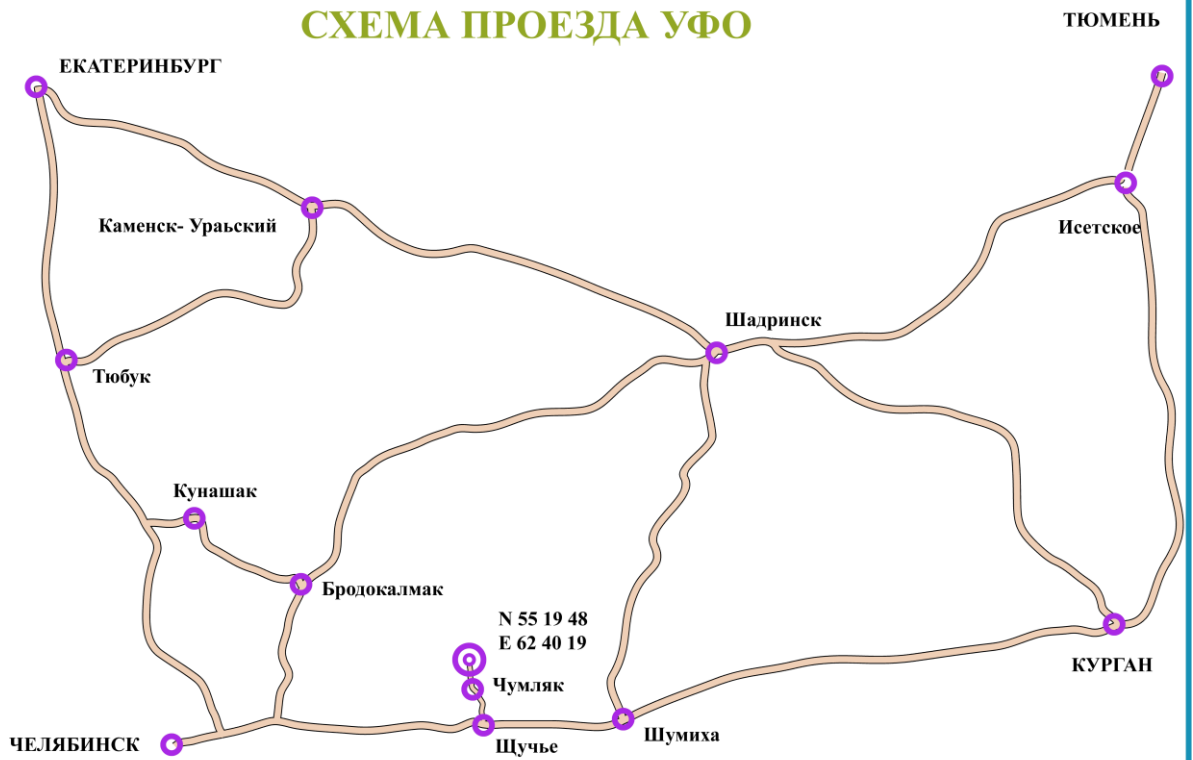 СХЕМА ПРОЕЗДА УФО
ТЮМЕНЬ
ЕКАТЕРИНБУРГ
Каменск- Ураьский
Исетское
Шадринск
Тюбук
Кунашак
Бродокалмак
N 55 19 48
E 62 40 19
КУРГАН
Чумляк
Шумиха
ЧЕЛЯБИНСК
Щучье